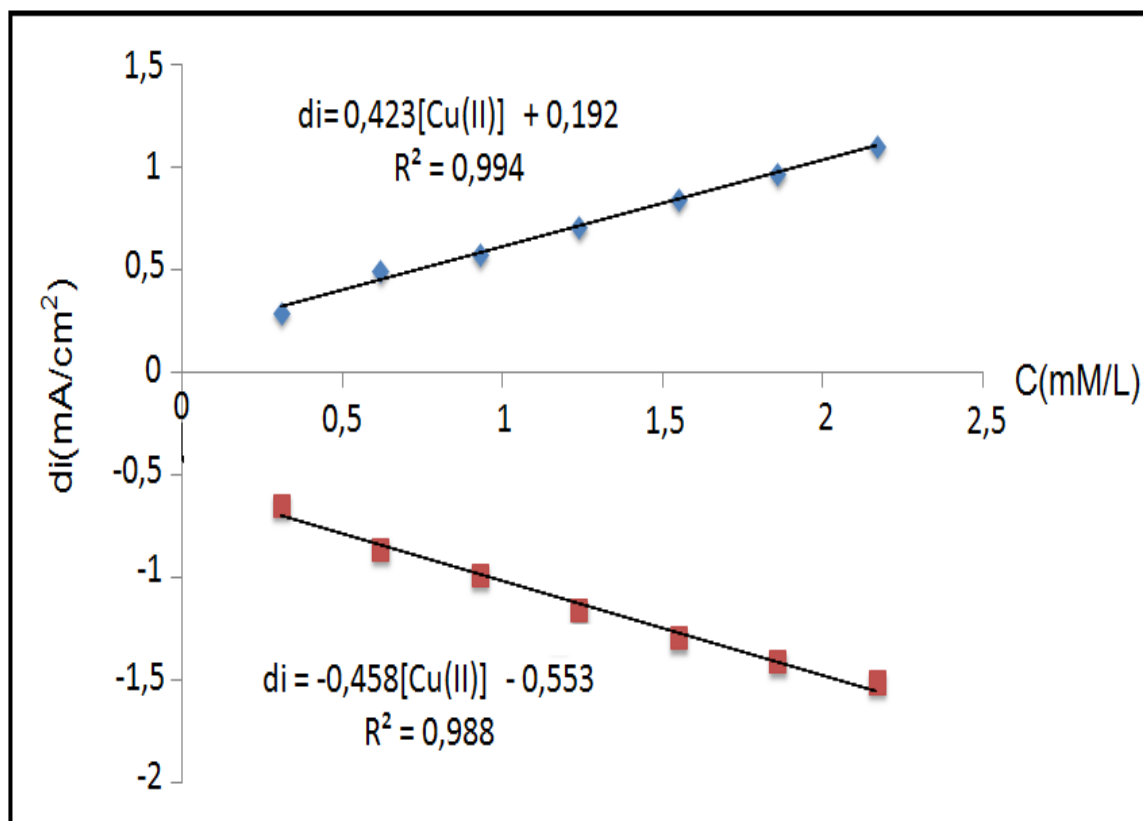 1,5
di= 0,423[Cu(II)] + 0,192
R² = 0,994
1
0,5
0
0
0,5
1
1,5
2
2,5
C(mM/L)
di(mA/cm²)
-0,5
-1
-1,5
di = -0,458[Cu(II)] - 0,553
R² = 0,988
-2